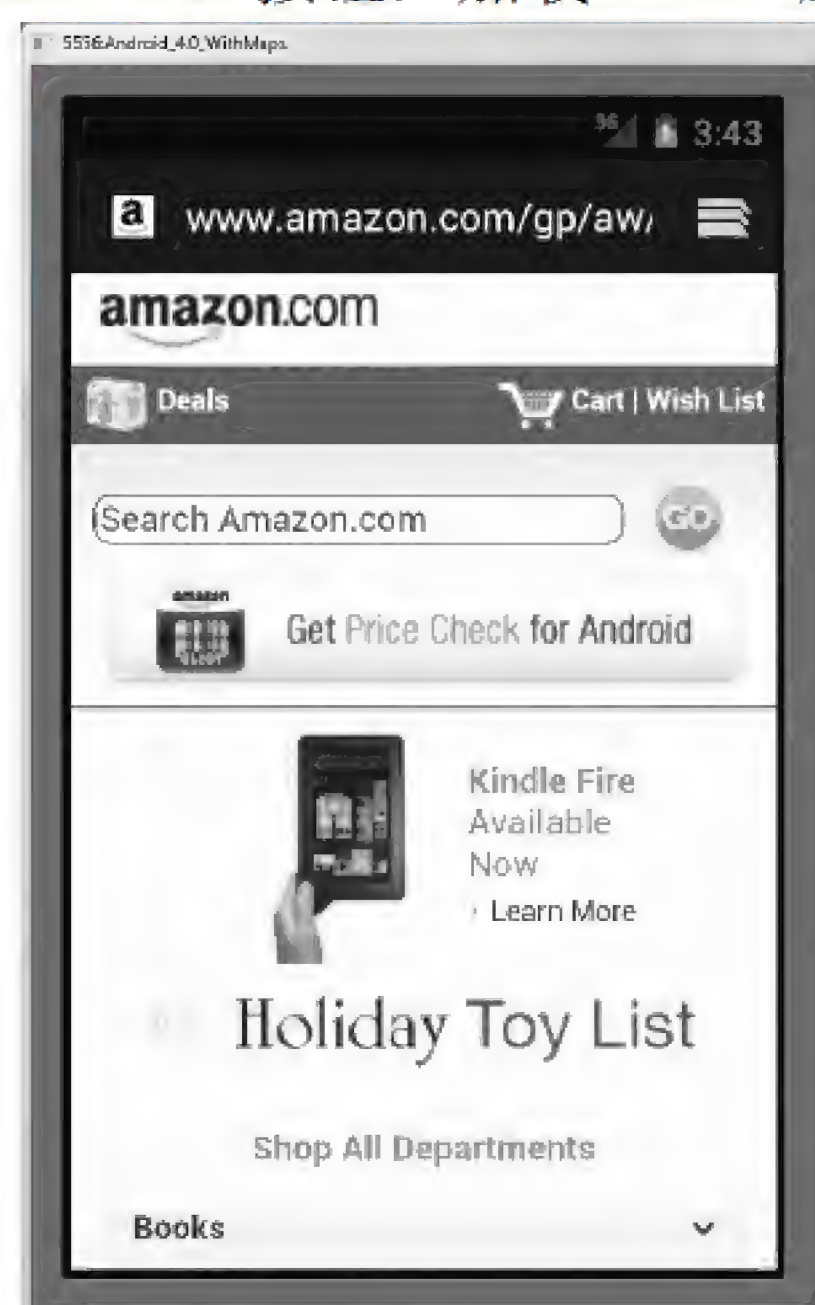 5556:Android_4.0_WithMaps
3G 3:43
a www.amazon.com/gp/aw/
amazon.com
Deals Cart | Wish List
Search Amazon.com GO
amazon
Get Price Check for Android
Kindle Fire
Available
Now
› Learn More
Holiday Toy List
Shop All Departments
Books